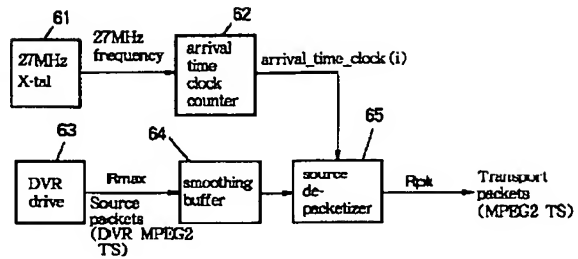 61
27MHz
X-tal
27MHz
frequency
62
arrival
time
clock
counter
arrival_time_clock(i)
63
DVR
drive
Rmax
Source
packets
(DVR MPEG2
TS)
64
smoothing
buffer
65
source
de-
packetizer
Rpk
Transport
packets
(MPEG2 TS)